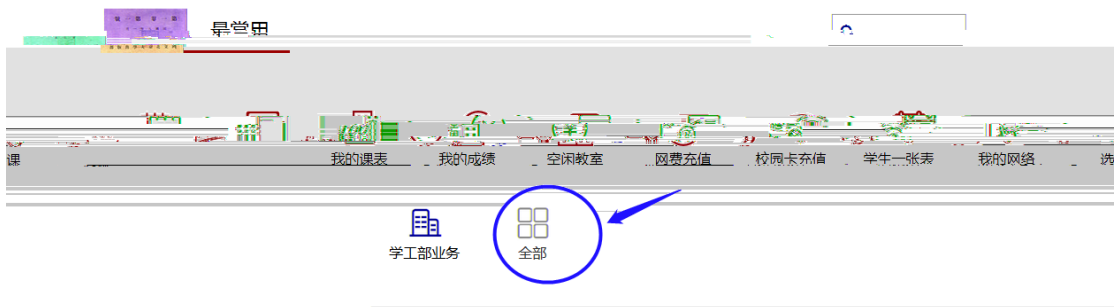 最常用
课 我的课表 我的成绩 空闲教室 网费充值 校园卡充值 学生一张表 我的网络 选
学工部业务 全部